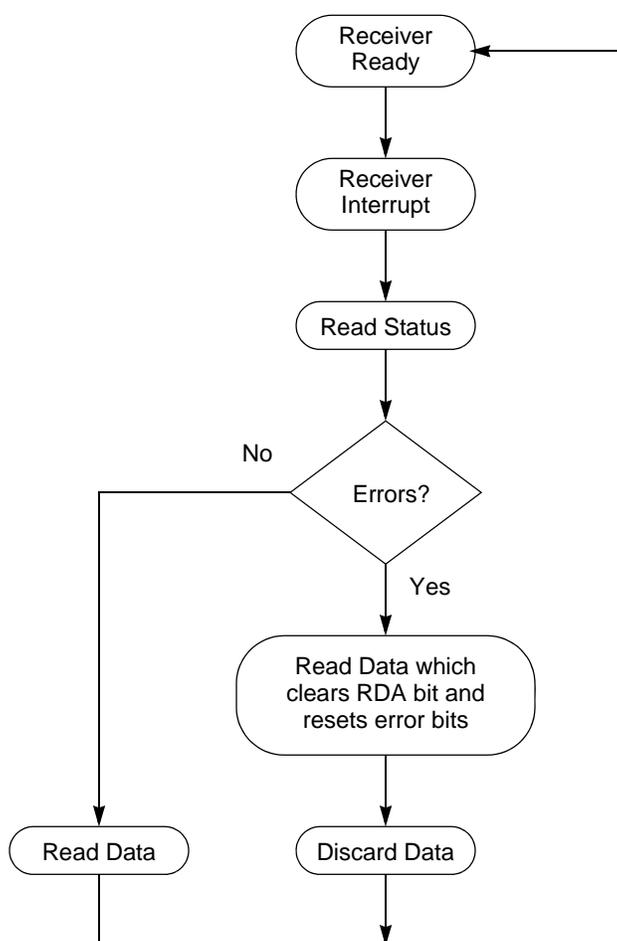 Receiver
Ready
Receiver
Interrupt
Read Status
No
Errors?
Yes
Read Data which
clears RDA bit and
resets error bits
Read Data
Discard Data